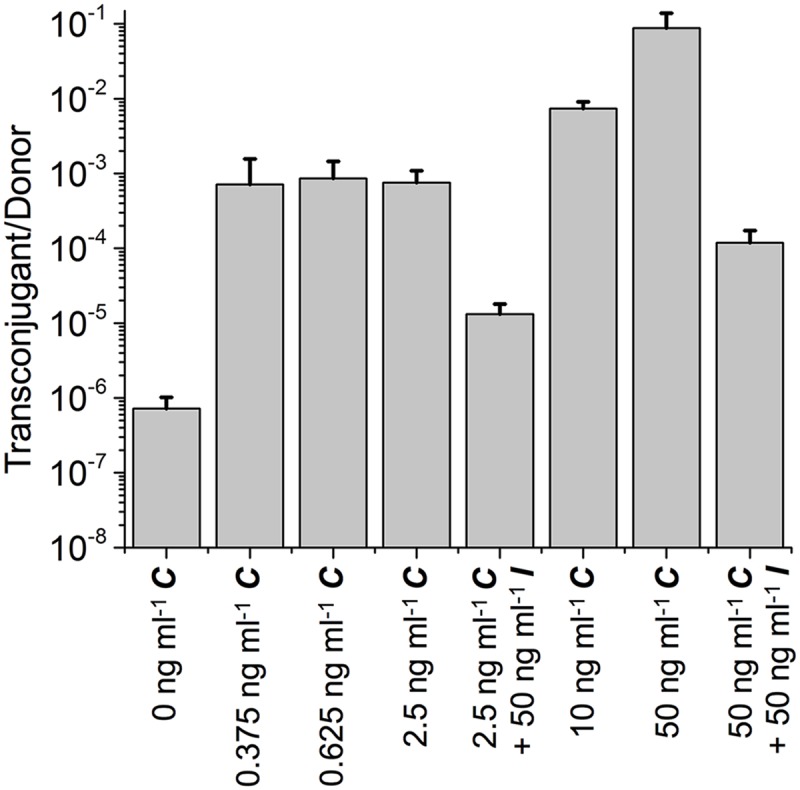 Transconjugant/Donor
10⁻¹
10⁻²
10⁻³
10⁻⁴
10⁻⁵
10⁻⁶
10⁻⁷
10⁻⁸
0 ng ml⁻¹ C
0.375 ng ml⁻¹ C
0.625 ng ml⁻¹ C
2.5 ng ml⁻¹ C
2.5 ng ml⁻¹ C
+ 50 ng ml⁻¹ I
10 ng ml⁻¹ C
50 ng ml⁻¹ C
50 ng ml⁻¹ C
+ 50 ng ml⁻¹ I